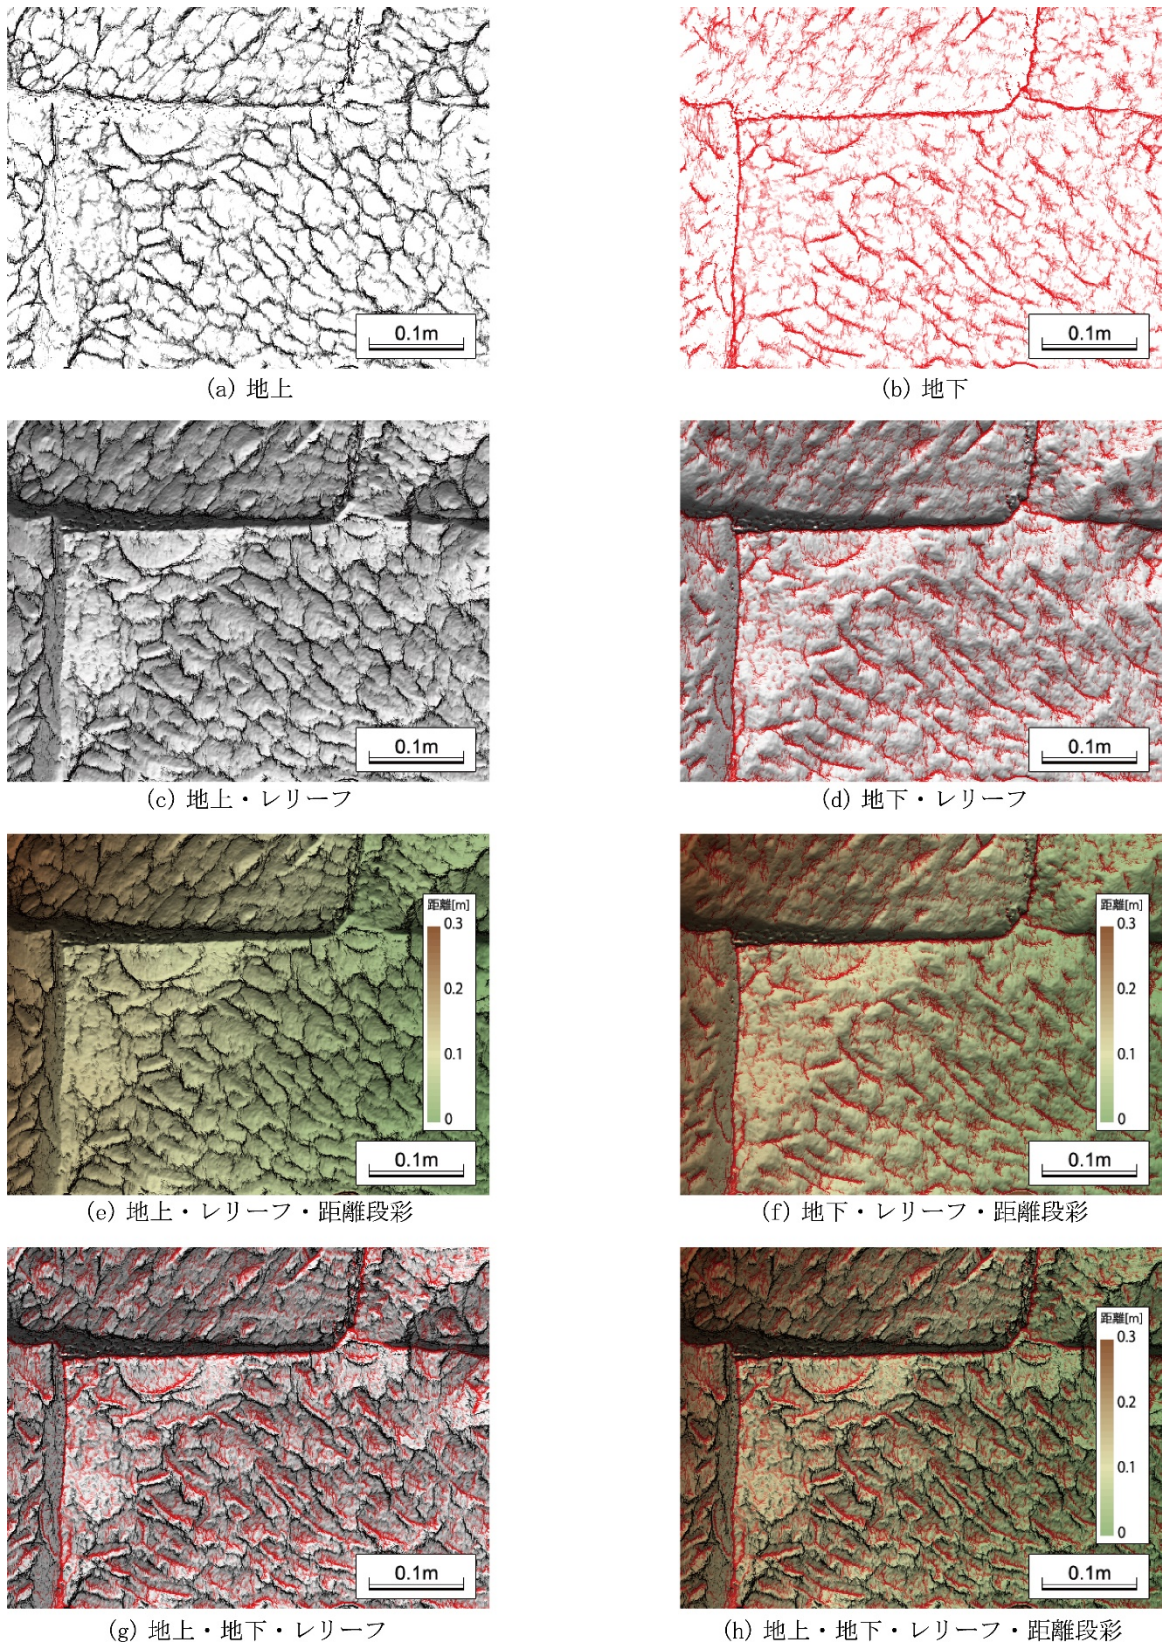 0.1m
0.1m
(a) 地上
(b) 地下
0.1m
0.1m
(c) 地上・レリーフ
(d) 地下・レリーフ
距離[m]
0.3
0.2
0.1
0
0.1m
距離[m]
0.3
0.2
0.1
0
0.1m
(e) 地上・レリーフ・距離段彩
(f) 地下・レリーフ・距離段彩
0.1m
距離[m]
0.3
0.2
0.1
0
0.1m
(g) 地上・地下・レリーフ
(h) 地上・地下・レリーフ・距離段彩